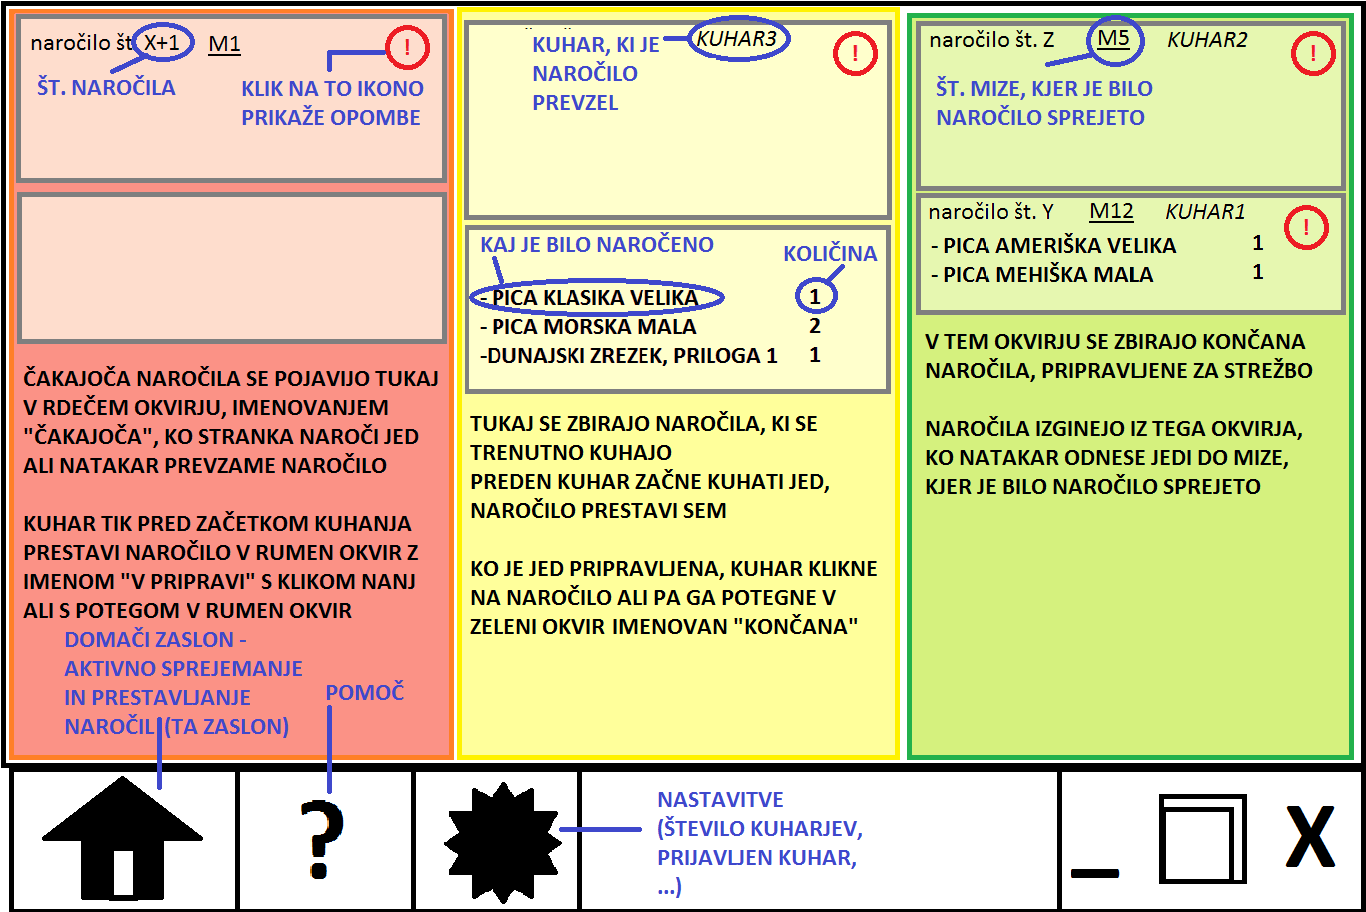 naročilo št. X+1 M1
!
ŠT. NAROČILA
KLIK NA TO IKONO
PRIKAŽE OPOMBE
ČAKAJOČA NAROČILA SE POJAVIJO TUKAJ
V RDEČEM OKVIRJU, IMENOVANJEM
"ČAKAJOČA", KO STRANKA NAROČI JED
ALI NATAKAR PREVZAME NAROČILO
KUHAR TIK PRED ZAČETKOM KUHANJA
PRESTAVI NAROČILO V RUMEN OKVIR Z
IMENOM "V PRIPRAVI" S KLIKOM NANJ
ALI S POTEGOM V RUMEN OKVIR
DOMAČI ZASLON -
AKTIVNO SPREJEMANJE
IN PRESTAVLJANJE
NAROČIL (TA ZASLON)
POMOČ
KUHAR, KI JE
NAROČILO
PREVZEL
KUHAR3
!
KAJ JE BILO NAROČENO
KOLIČINA
- PICA KLASIKA VELIKA 1
- PICA MORSKA MALA 2
-DUNAJSKI ZREZEK, PRILOGA 1 1
TUKAJ SE ZBIRAJO NAROČILA, KI SE
TRENUTNO KUHAJO
PREDEN KUHAR ZAČNE KUHATI JED,
NAROČILO PRESTAVI SEM
KO JE JED PRIPRAVLJENA, KUHAR KLIKNE
NA NAROČILO ALI PA GA POTEGNE V
ZELENI OKVIR IMENOVAN "KONČANA"
naročilo št. Z M5 KUHAR2
!
ŠT. MIZE, KJER JE BILO
NAROČILO SPREJETO
naročilo št. Y M12 KUHAR1
!
- PICA AMERIŠKA VELIKA 1
- PICA MEHIŠKA MALA 1
V TEM OKVIRJU SE ZBIRAJO KONČANA
NAROČILA, PRIPRAVLJENE ZA STREŽBO
NAROČILA IZGINEJO IZ TEGA OKVIRJA,
KO NATAKAR ODNESE JEDI DO MIZE,
KJER JE BILO NAROČILO SPREJETO
?
NASTAVITVE
(ŠTEVILO KUHARJEV,
PRIJAVLJEN KUHAR,
...)
_
X